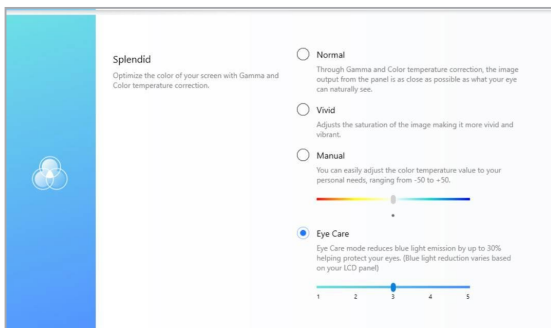 Splendid
Optimize the color of your screen with Gamma and
Color temperature correction.
Normal
Through Gamma and Color temperature correction, the image
output from the panel is as close as possible as what your eye
can naturally see.
Vivid
Adjusts the saturation of the image making it more vivid and
vibrant.
Manual
You can easily adjust the color temperature value to your
personal needs, ranging from -50 to +50.
Eye Care
Eye Care mode reduces blue light emission by up to 30%
helping protect your eyes. (Blue light reduction varies based
on your LCD panel)
1 2 3 4 5